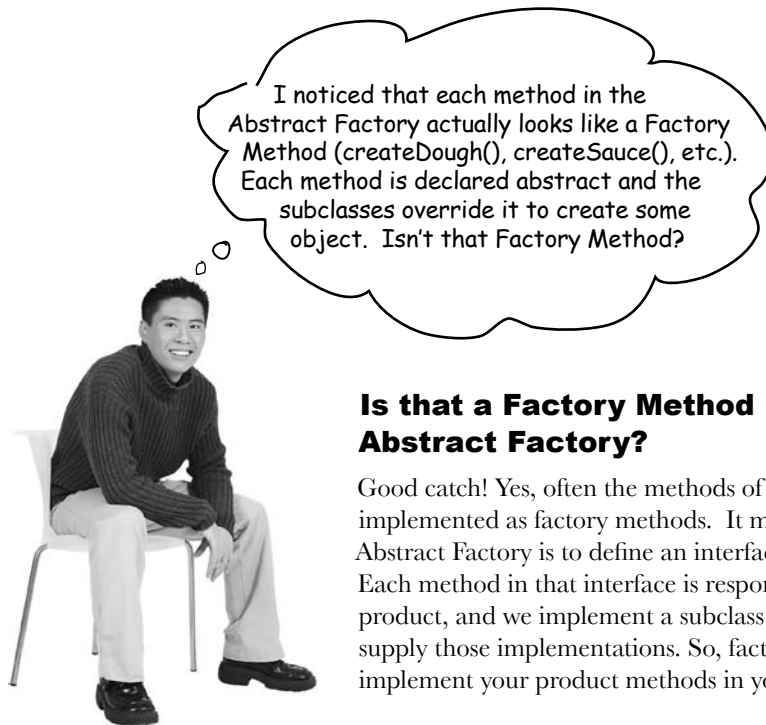 I noticed that each method in the
Abstract Factory actually looks like a Factory
Method (createDough(), createSauce(), etc.).
Each method is declared abstract and the
subclasses override it to create some
object. Isn't that Factory Method?
Is that a Factory Method
Abstract Factory?
Good catch! Yes, often the methods of
implemented as factory methods. It
Abstract Factory is to define an
Each method in that interface is
product, and we implement a subclass
supply those implementations. So,
implement your product methods in